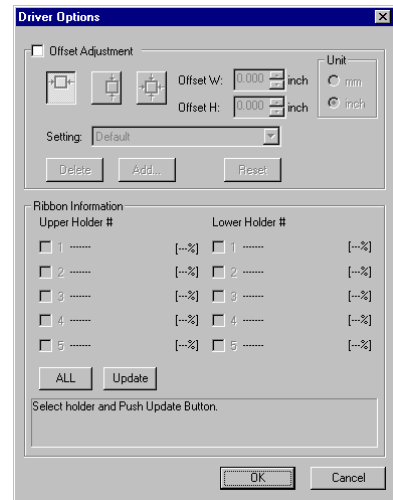 Driver Options
Offset Adjustment
Unit
Offset W: 0.000 inch
mm
Offset H: 0.000 inch
inch
Setting: Default
Delete Add... Reset
Ribbon Information
Upper Holder # Lower Holder #
1 ------ [---%] 1 ------ [---%]
2 ------ [---%] 2 ------ [---%]
3 ------ [---%] 3 ------ [---%]
4 ------ [---%] 4 ------ [---%]
5 ------ [---%] 5 ------ [---%]
ALL Update
Select holder and Push Update Button.
OK Cancel